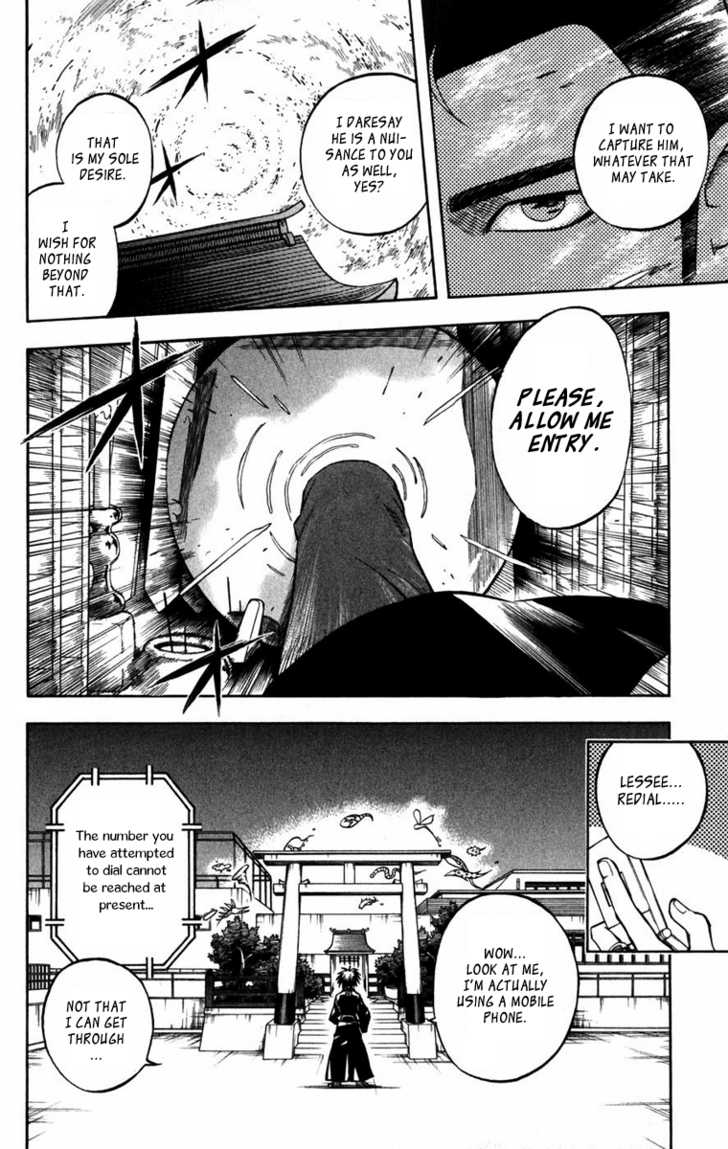 I WANT TO
CAPTURE HIM,
WHATEVER THAT
MAY TAKE.
I DARESAY
HE IS A NUI-
SANCE TO YOU
AS WELL,
YES?
THAT
IS MY SOLE
DESIRE.
I
WISH FOR
NOTHING
BEYOND
THAT.
PLEASE,
ALLOW ME
ENTRY.
LESSEE...
REDIAL.....
WOW...
LOOK AT ME,
I'M ACTUALLY
USING A MOBILE
PHONE.
The number you
have attempted
to dial cannot
be reached at
present...
NOT THAT
I CAN GET
THROUGH
...